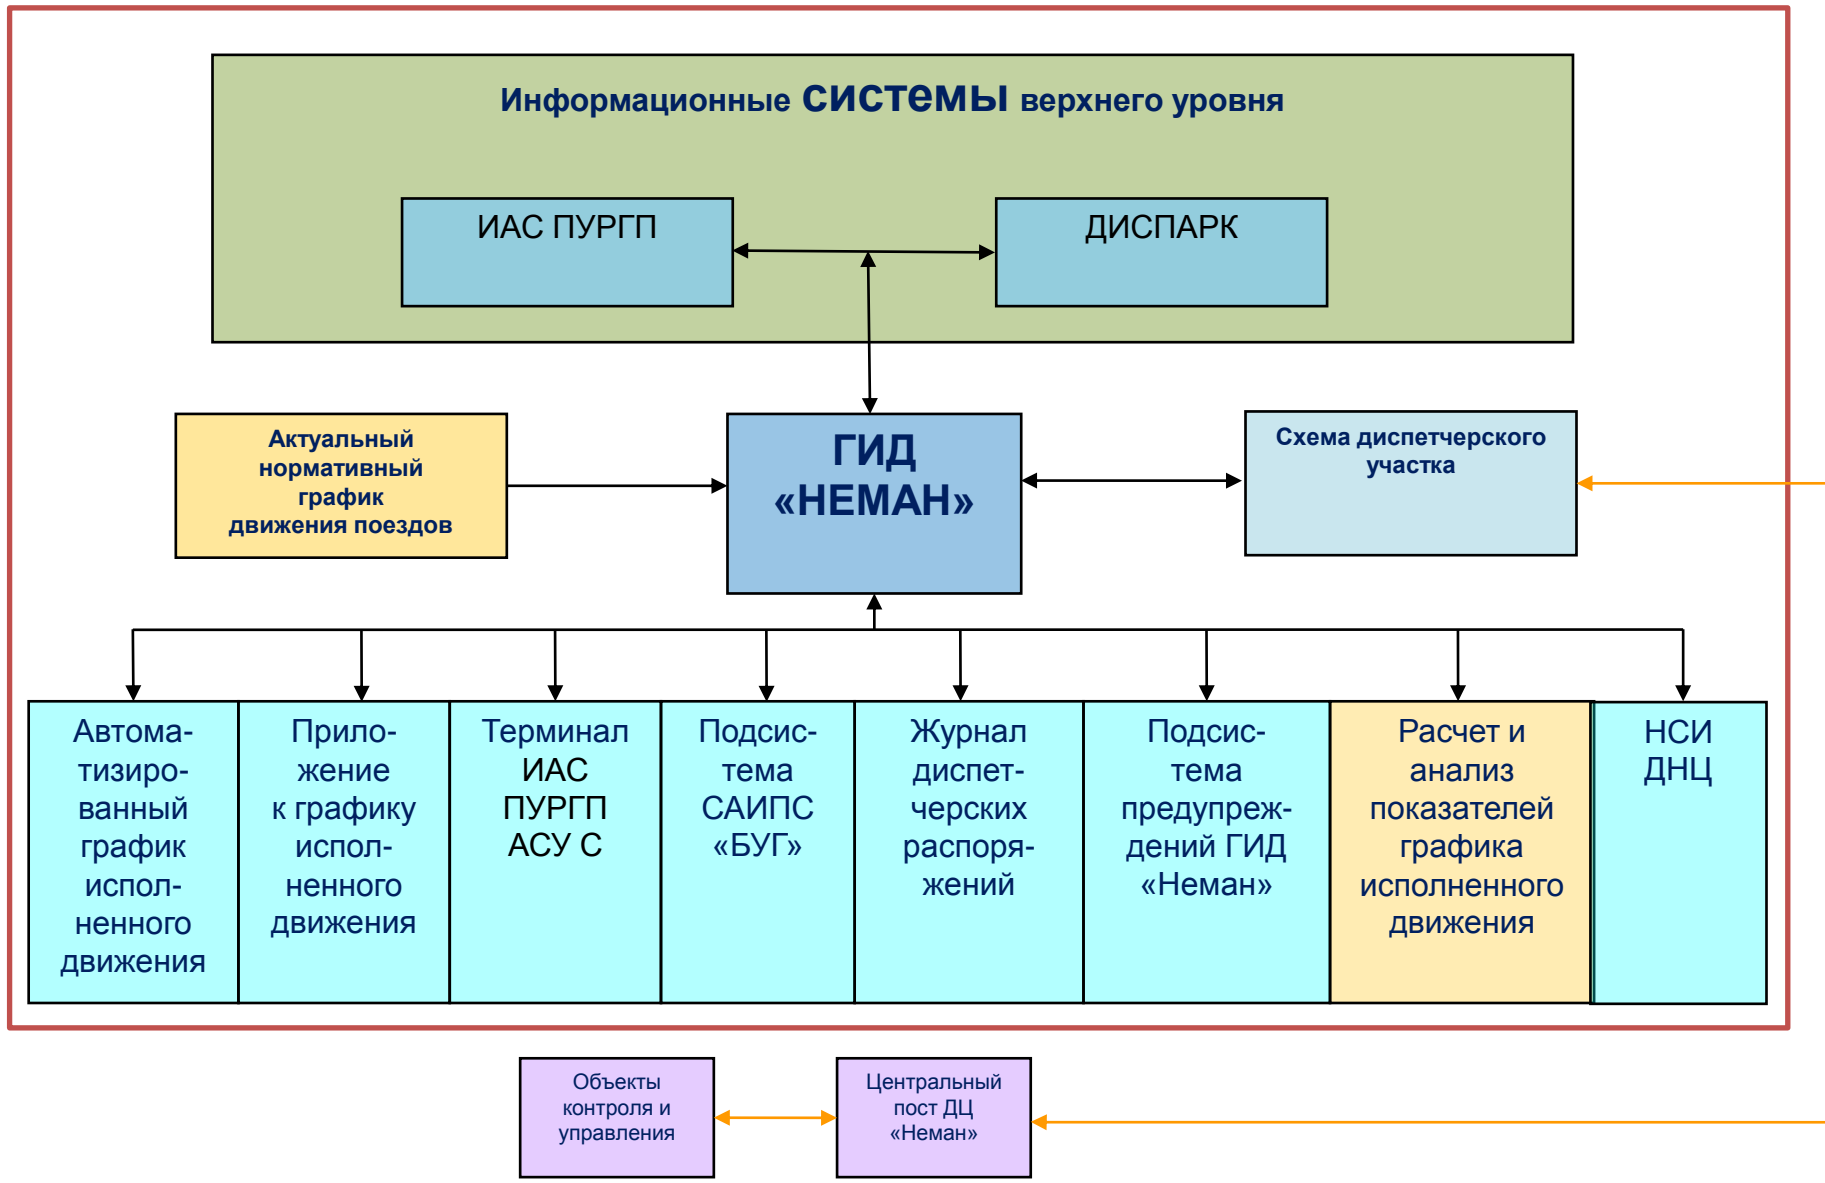 Информационные системы верхнего уровня
ИАС ПУРГП
ДИСПАРК
Актуальный
нормативный
график
движения поездов
ГИД
«НЕМАН»
Схема диспетчерского
участка
Автома-
тизиро-
ванный
график
испол-
ненного
движения
Прило-
жение
к графику
испол-
ненного
движения
Терминал
ИАС
ПУРГП
АСУ С
Подсис-
тема
САИПС
«БУГ»
Журнал
диспет-
черских
распоря-
жений
Подсис-
тема
предупреж-
дений ГИД
«Неман»
Расчет и
анализ
показателей
графика
исполненного
движения
НСИ
ДНЦ
Объекты
контроля и
управления
Центральный
пост ДЦ
«Неман»